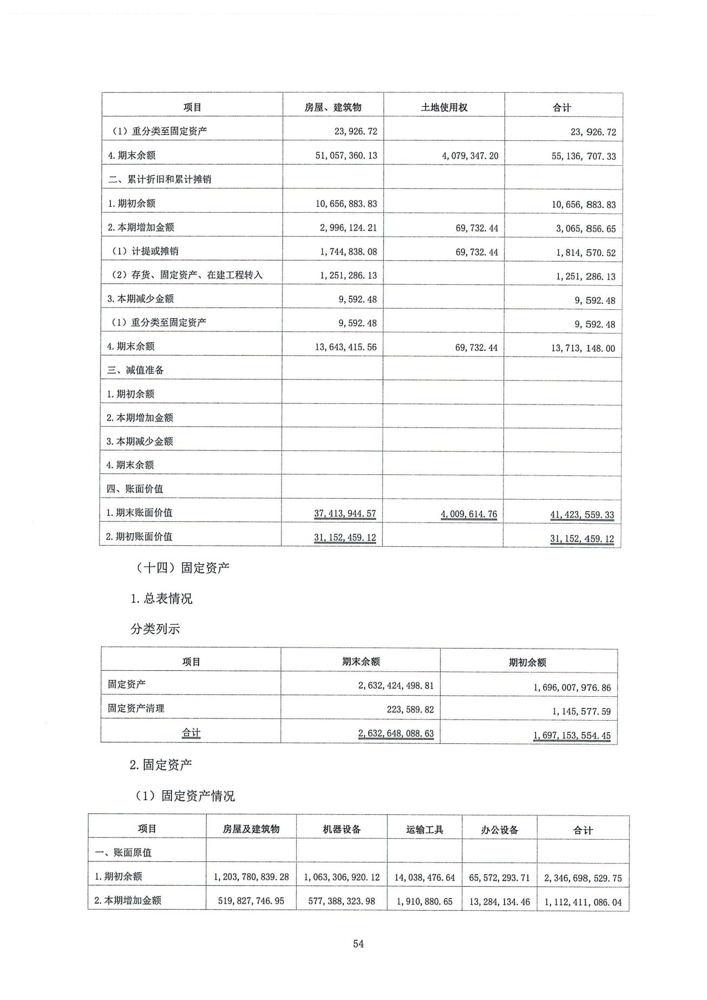 项目 房屋、建筑物 土地使用权 合计
（1）重分类至固定资产 23,926.72 23,926.72
4.期末余额 51,057,360.13 4,079,347.20 55,136,707.33
二、累计折旧和累计摊销
1.期初余额 10,656,883.83 10,656,883.83
2.本期增加金额 2,996,124.21 69,732.44 3,065,856.65
（1）计提或摊销 1,744,838.08 69,732.44 1,814,570.52
（2）存货、固定资产、在建工程转入 1,251,286.13 1,251,286.13
3.本期减少金额 9,592.48 9,592.48
（1）重分类至固定资产 9,592.48 9,592.48
4.期末余额 13,643,415.56 69,732.44 13,713,148.00
三、减值准备
1.期初余额
2.本期增加金额
3.本期减少金额
4.期末余额
四、账面价值
1.期末账面价值 37,413,944.57 4,009,614.76 41,423,559.33
2.期初账面价值 31,152,459.12 31,152,459.12
（十四）固定资产
1.总表情况
分类列示
项目 期末余额 期初余额
固定资产 2,632,424,498.81 1,696,007,976.86
固定资产清理 223,589.82 1,145,577.59
合计 2,632,648,088.63 1,697,153,554.45
2.固定资产
（1）固定资产情况
项目 房屋及建筑物 机器设备 运输工具 办公设备 合计
一、账面原值
1.期初余额 1,203,780,839.28 1,063,306,920.12 14,038,476.64 65,572,293.71 2,346,698,529.75
2.本期增加金额 519,827,746.95 577,388,323.98 1,910,880.65 13,284,134.46 1,112,411,086.04
54